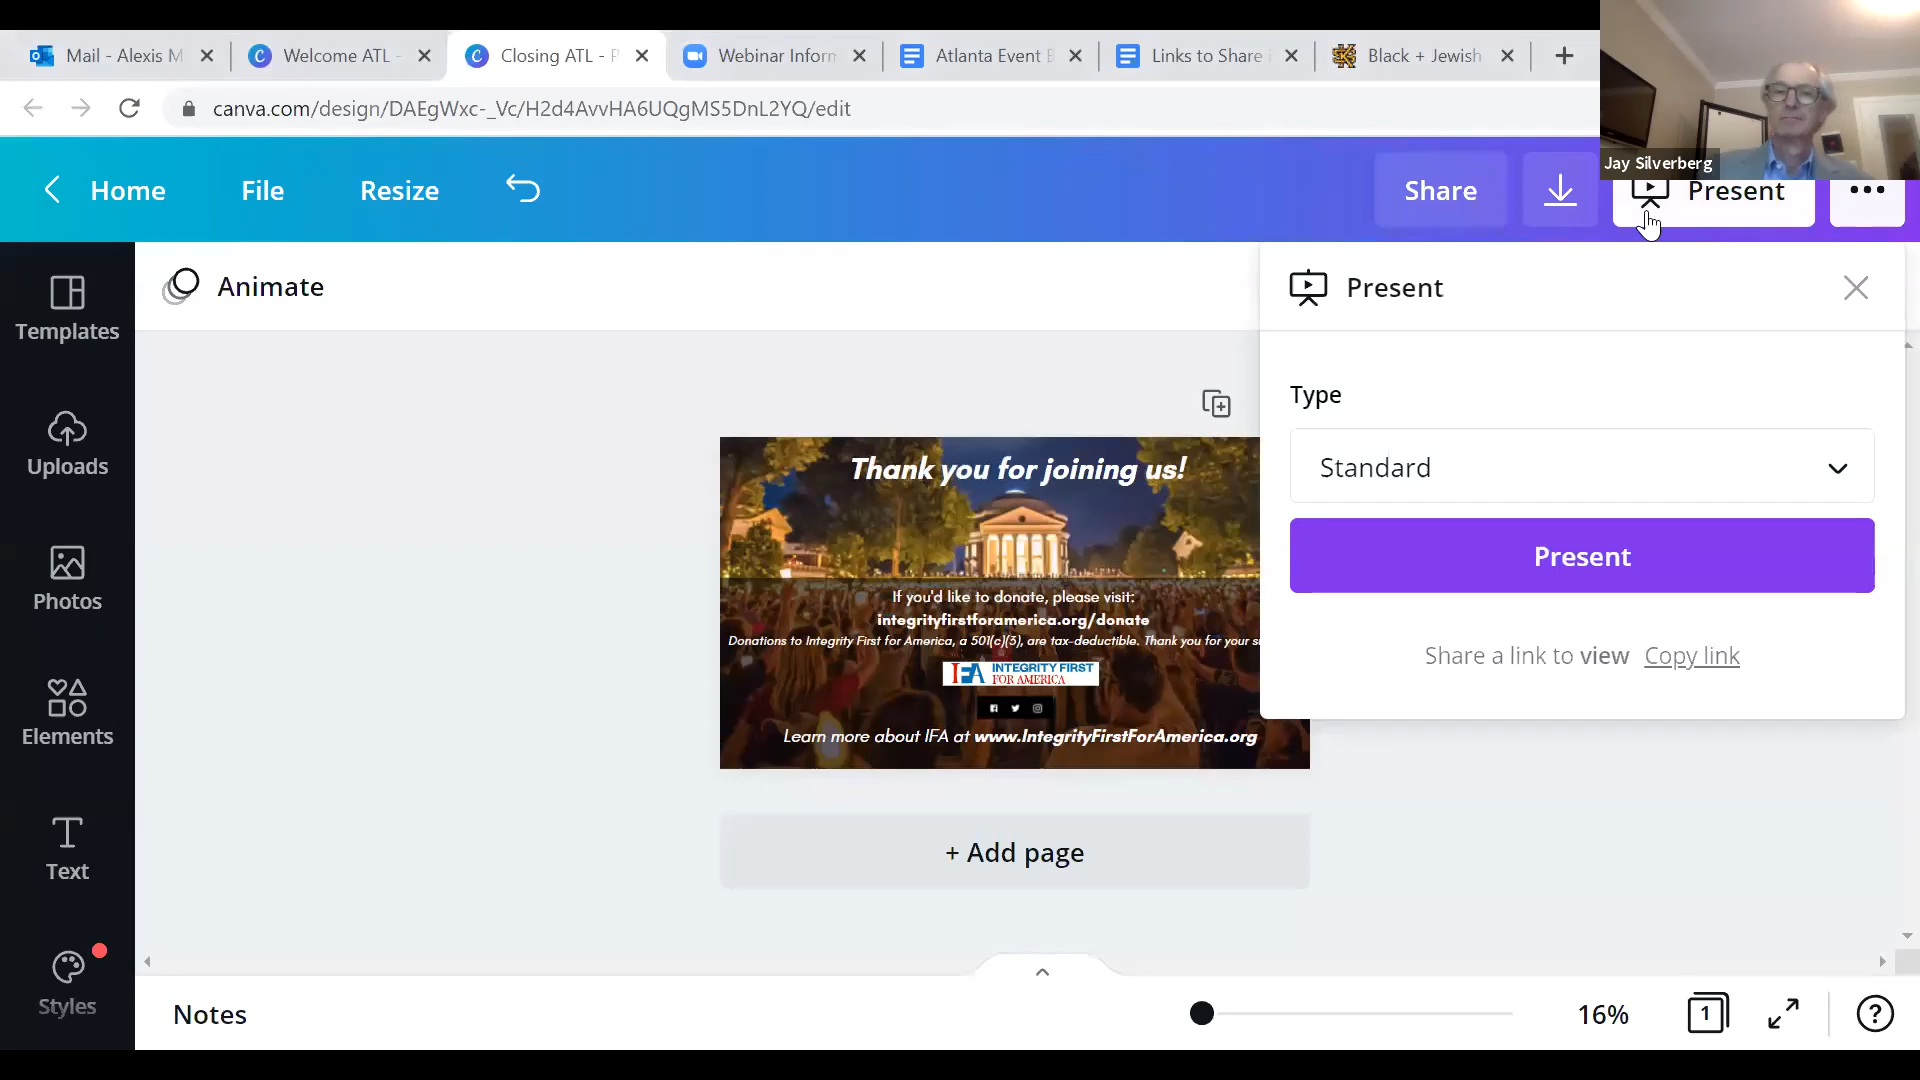 Mail - Alexis M
Welcome ATL -
Closing ATL - P
Webinar Inform
Atlanta Event B
Links to Share i
Black + Jewish
canva.com/design/DAEgWxc-_Vc/H2d4AvvHA6UQgMS5DnL2YQ/edit
Jay Silverberg
Home
File
Resize
Share
Present
Templates
Uploads
Photos
Elements
Text
Styles
Animate
Present
Type
Standard
Present
Share a link to view Copy link
Thank you for joining us!
If you'd like to donate, please visit:
integrityfirstforamerica.org/donate
Donations to Integrity First for America, a 501(c)(3), are tax-deductible. Thank you for your su
IFA INTEGRITY FIRST
FOR AMERICA
Learn more about IFA at www.IntegrityFirstForAmerica.org
+ Add page
Notes
16%
1
?